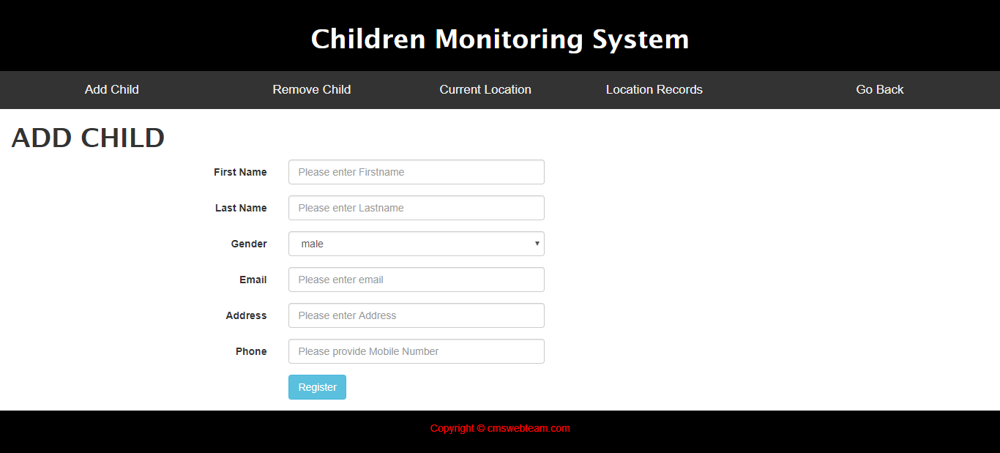 Children Monitoring System
Add Child Remove Child Current Location Location Records Go Back
ADD CHILD
First Name Please enter Firstname
Last Name Please enter Lastname
Gender male
Email Please enter email
Address Please enter Address
Phone Please provide Mobile Number
Register
Copyright © cmswebteam.com